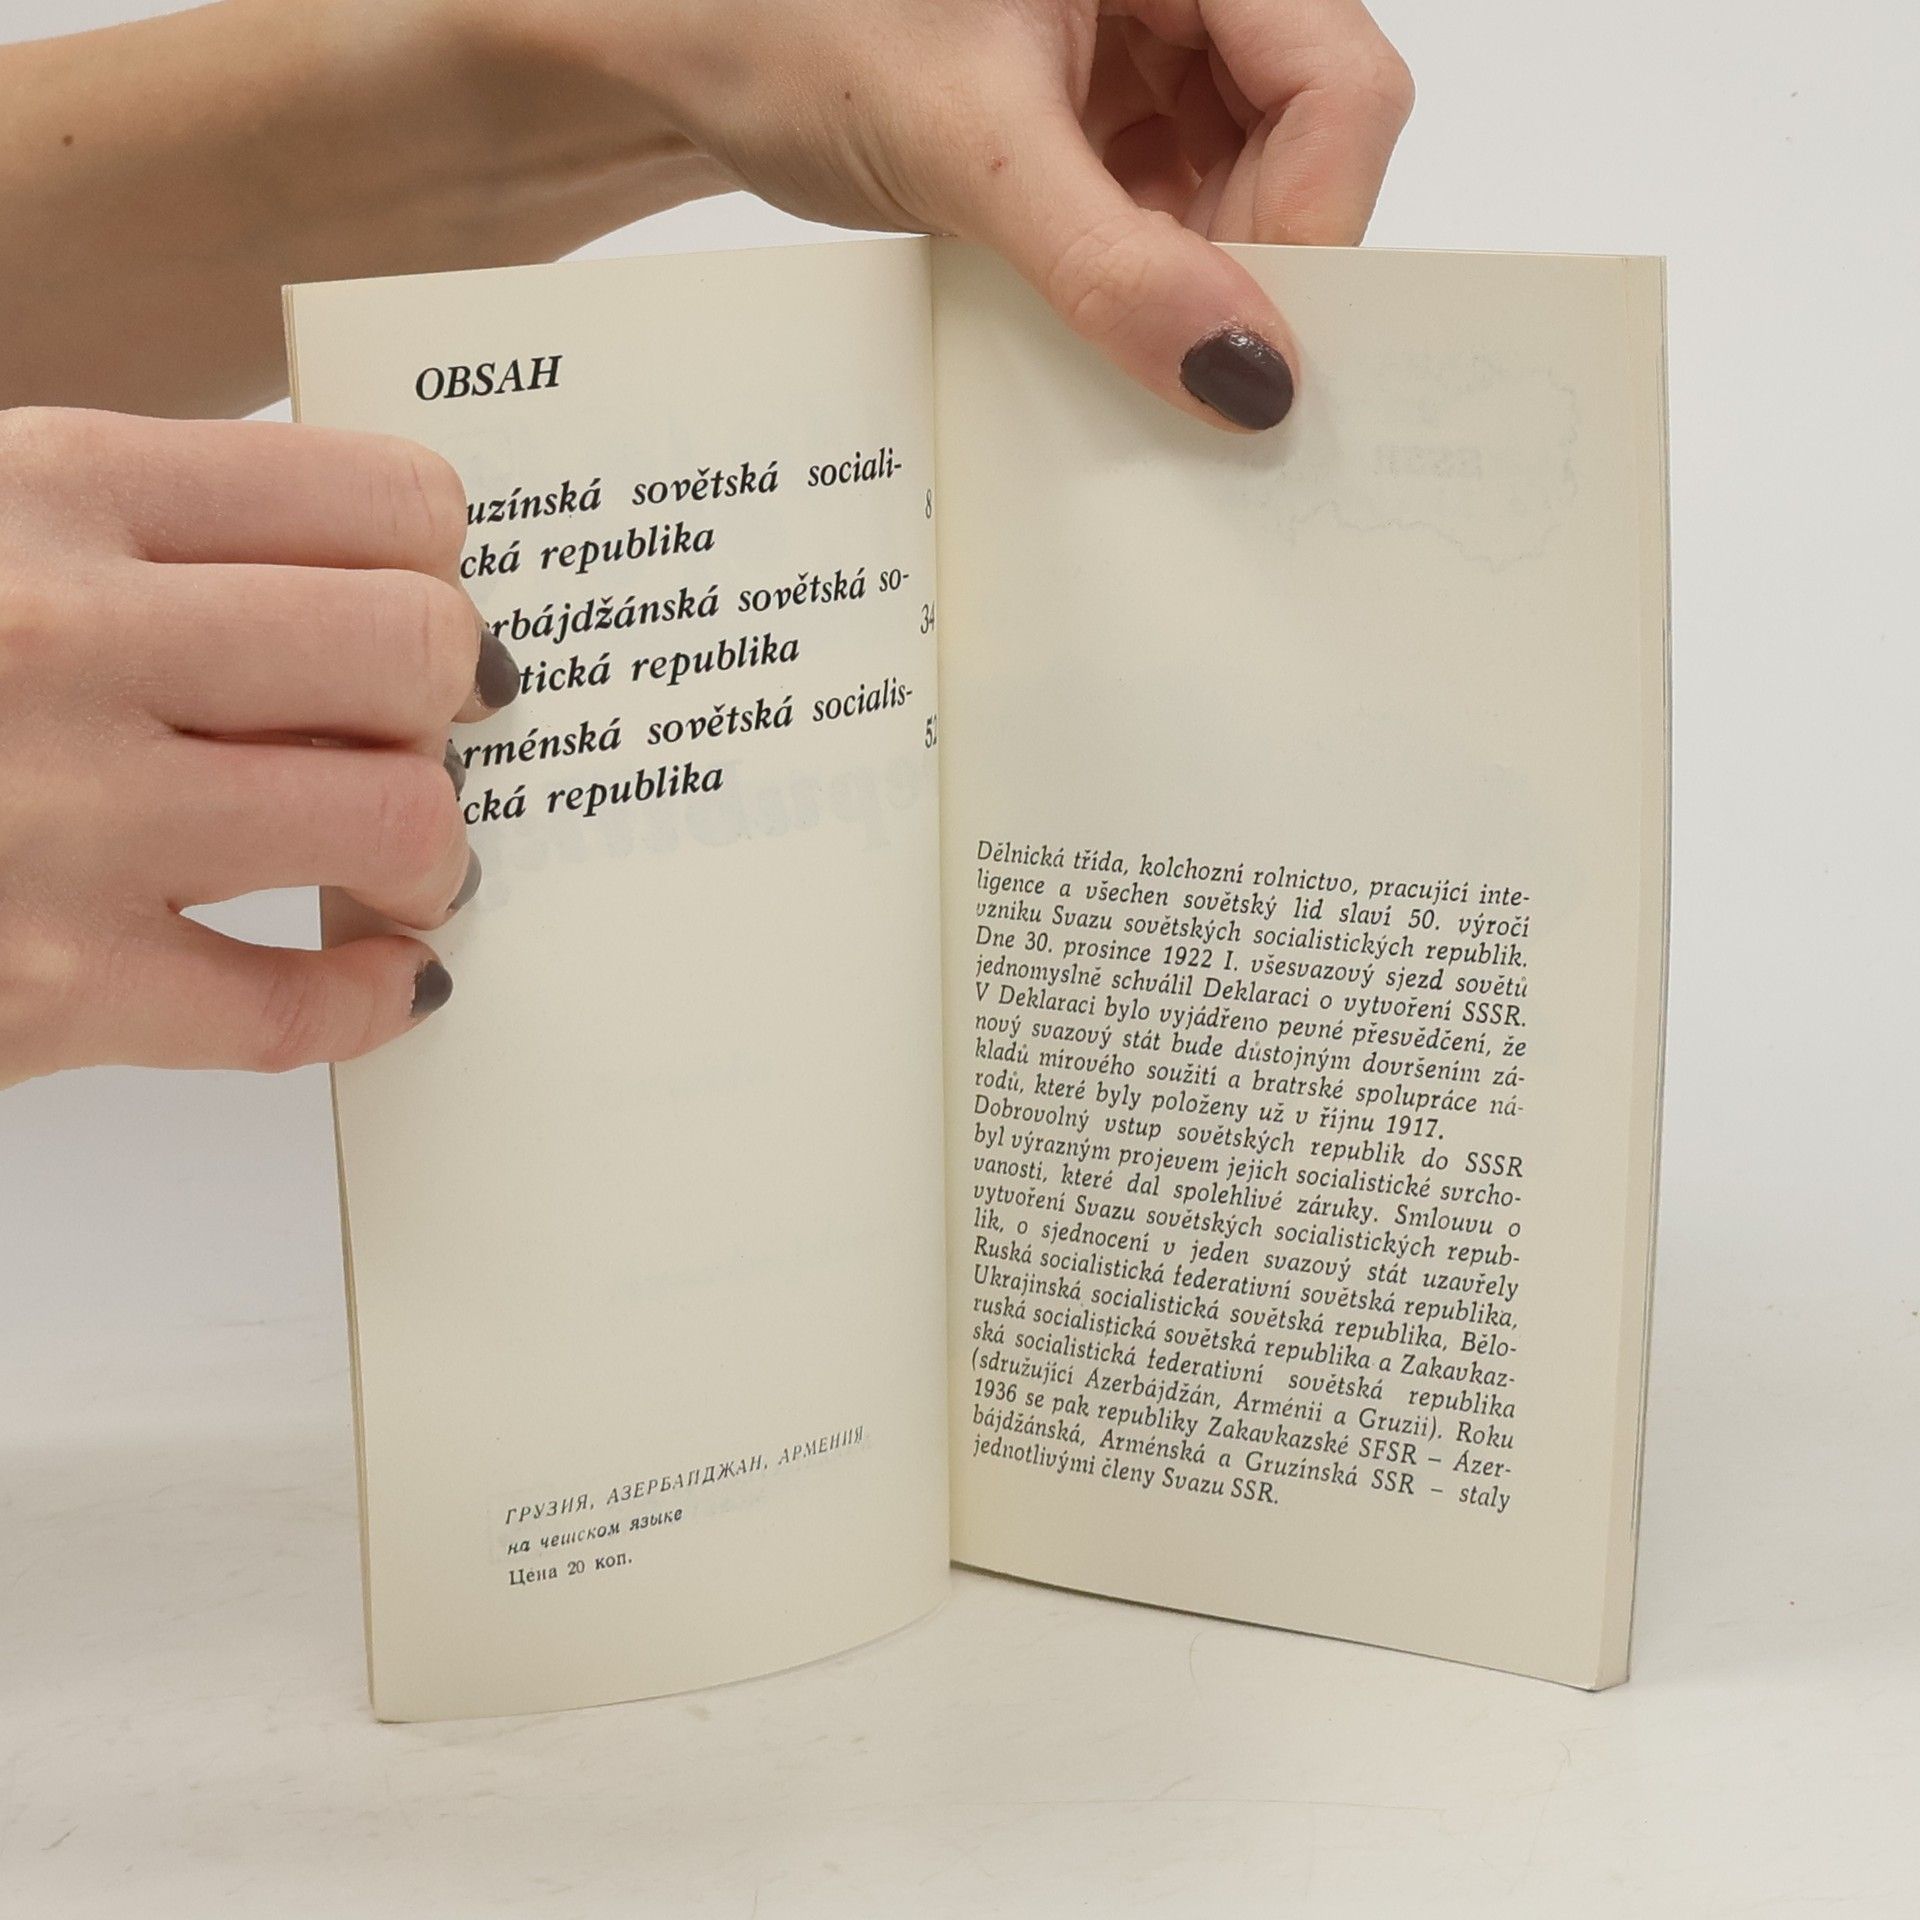 OBSAH
sovětská sociali-
republika
8
sovětská so-
republika
34
sovětská socialis-
republika
ГРУЗИЯ, АЗЕРБАЙДЖАН, АРМЕНИЯ
на чешском языке
Цена 20 коп.
Dělnická třída, kolchozní rolnictvo, pracující inte-
ligence a všechen sovětský lid slaví 50. výročí
vzniku Svazu sovětských socialistických republik.
Dne 30. prosince 1922 I. všesvazový sjezd sovětů
jednomyslně schválil Deklaraci o vytvoření SSSR.
V Deklaraci bylo vyjádřeno pevné přesvědčení, že
nový svazový stát bude důstojným dovršením zá-
kladů mírového soužití a bratrské spolupráce ná-
rodů, které byly položeny už v říjnu 1917.
Dobrovolný vstup sovětských republik do SSSR
byl výrazným projevem jejich socialistické svrcho-
vanosti, které dal spolehlivé záruky. Smlouvu o
vytvoření Svazu sovětských socialistických repub-
lik, o sjednocení v jeden svazový stát uzavřely
Ruská socialistická federativní sovětská republika,
Ukrajinská socialistická sovětská republika, Bělo-
ruská socialistická sovětská republika a Zakavkaz-
ská socialistická federativní sovětská republika
(sdružující Ázerbájdžán, Arménii a Gruzii). Roku
1936 se pak republiky Zakavkazské SFSR – Ázer-
bájdžánská, Arménská a Gruzínská SSR – staly
jednotlivými členy Svazu SSR.